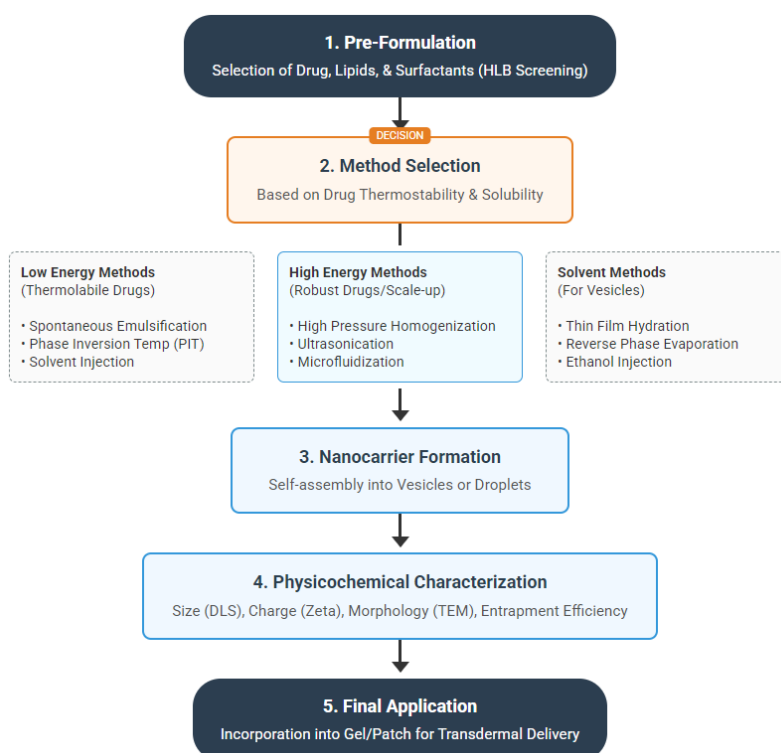 1. Pre-Formulation
Selection of Drug, Lipids, & Surfactants (HLB Screening)
DECISION
2. Method Selection
Based on Drug Thermostability & Solubility
Low Energy Methods
(Thermolabile Drugs)
• Spontaneous Emulsification
• Phase Inversion Temp (PIT)
• Solvent Injection
High Energy Methods
(Robust Drugs/Scale-up)
• High Pressure Homogenization
• Ultrasonication
• Microfluidization
Solvent Methods
(For Vesicles)
• Thin Film Hydration
• Reverse Phase Evaporation
• Ethanol Injection
3. Nanocarrier Formation
Self-assembly into Vesicles or Droplets
4. Physicochemical Characterization
Size (DLS), Charge (Zeta), Morphology (TEM), Entrapment Efficiency
5. Final Application
Incorporation into Gel/Patch for Transdermal Delivery